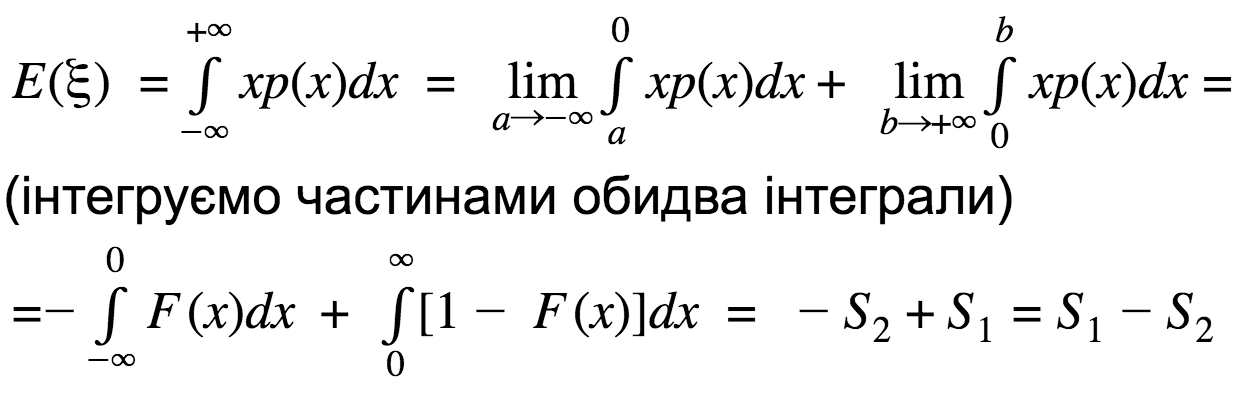 E(ξ) = ∫_{-∞}^{+∞} xp(x)dx = lim_{a→-∞} ∫_{a}^{0} xp(x)dx + lim_{b→+∞} ∫_{0}^{b} xp(x)dx =
(інтегруємо частинами обидва інтеграли)
=- ∫_{-∞}^{0} F(x)dx + ∫_{0}^{∞} [1 - F(x)]dx = - S_2 + S_1 = S_1 - S_2